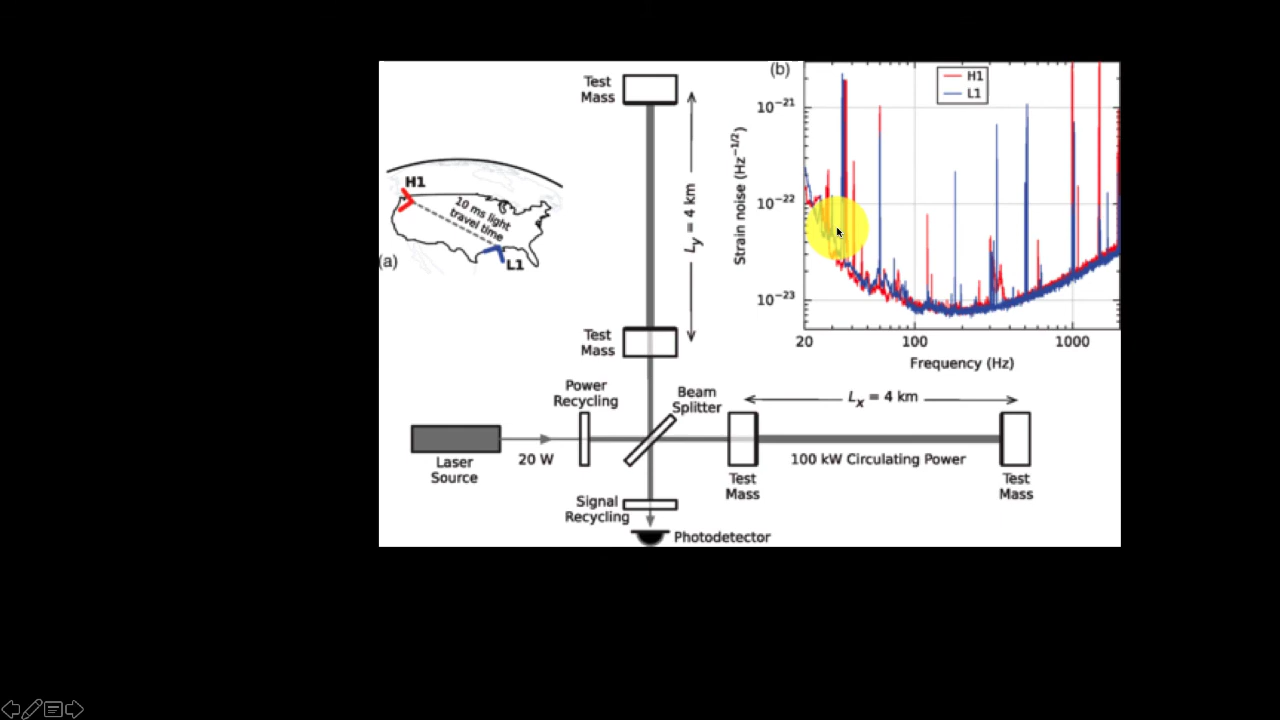 Test
Mass
H1
10 ms light
travel time
L1
(a)
Ly = 4 km
Test
Mass
Power
Recycling
Beam
Splitter
Lx = 4 km
20 W
100 kW Circulating Power
Laser
Source
Test
Mass
Test
Mass
Signal
Recycling
Photodetector
(b)
H1
L1
Strain noise (Hz⁻¹/²)
10⁻²¹
10⁻²²
10⁻²³
20
100
1000
Frequency (Hz)